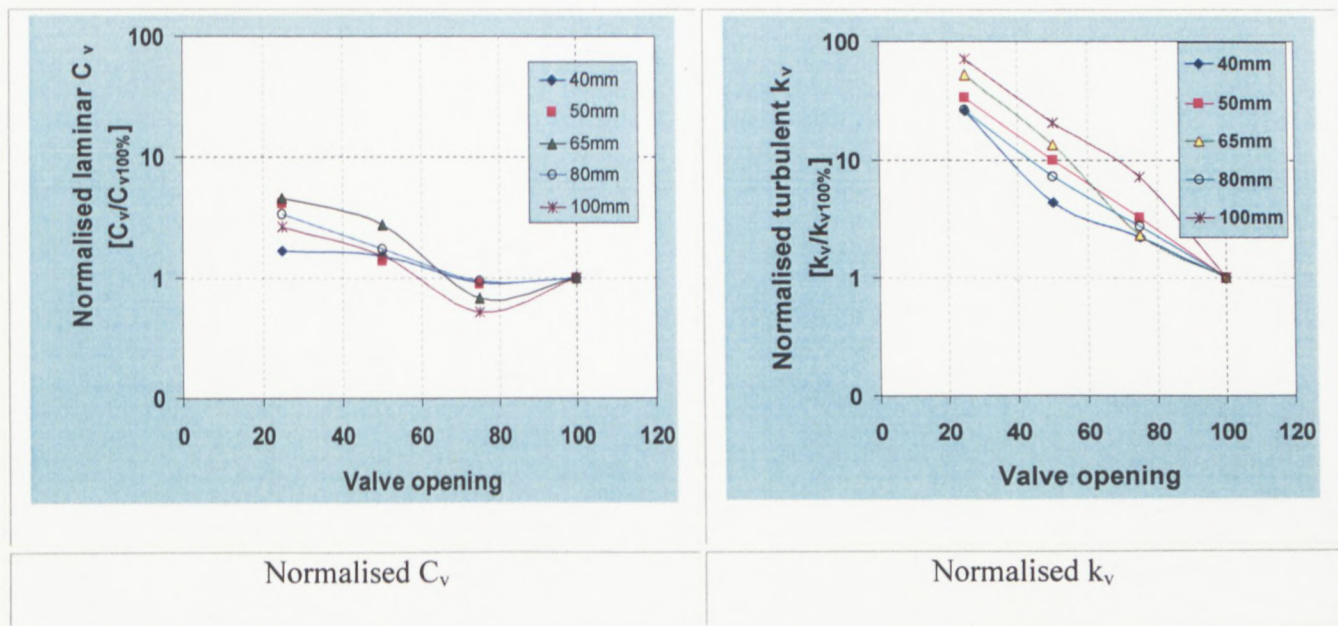 Normalised laminar C v
[Cv/Cv100%]
100
10
1
0
0 20 40 60 80 100 120
Valve opening
40mm
50mm
65mm
80mm
100mm
Normalised turbulent kv
[kv/kv100%]
100
10
1
0
0 20 40 60 80 100 120
Valve opening
40mm
50mm
65mm
80mm
100mm
Normalised Cv
Normalised kv